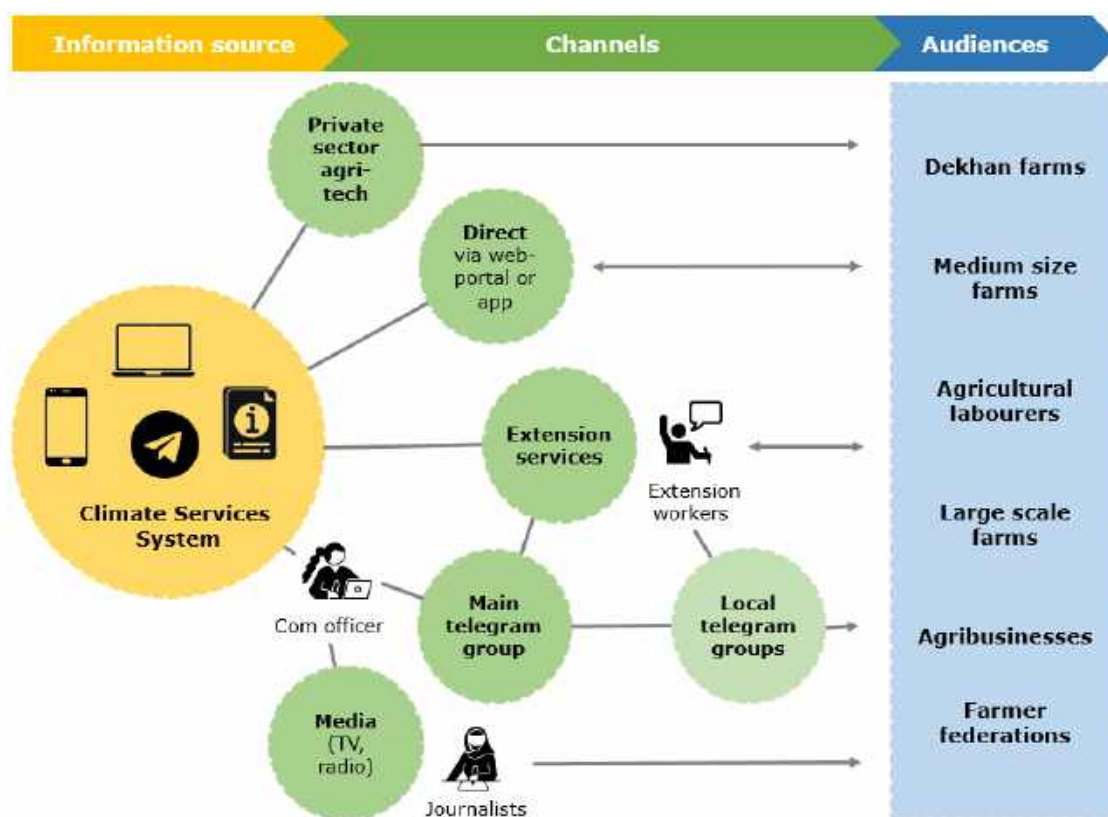 Information source
Channels
Audiences
Private
sector
agri-
tech
Direct
via web-
portal or
app
Climate Services
System
Extension
services
Extension
workers
Com officer
Main
telegram
group
Local
telegram
groups
Media
(TV,
radio)
Journalists
Dekhan farms
Medium size
farms
Agricultural
labourers
Large scale
farms
Agribusinesses
Farmer
federations